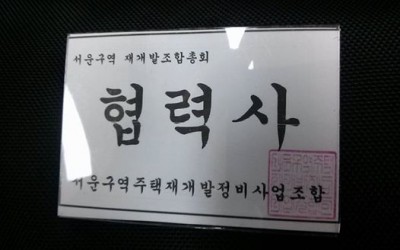 서운구역 재개발조합총회
협력사
서운구역주택재개발정비사업조합